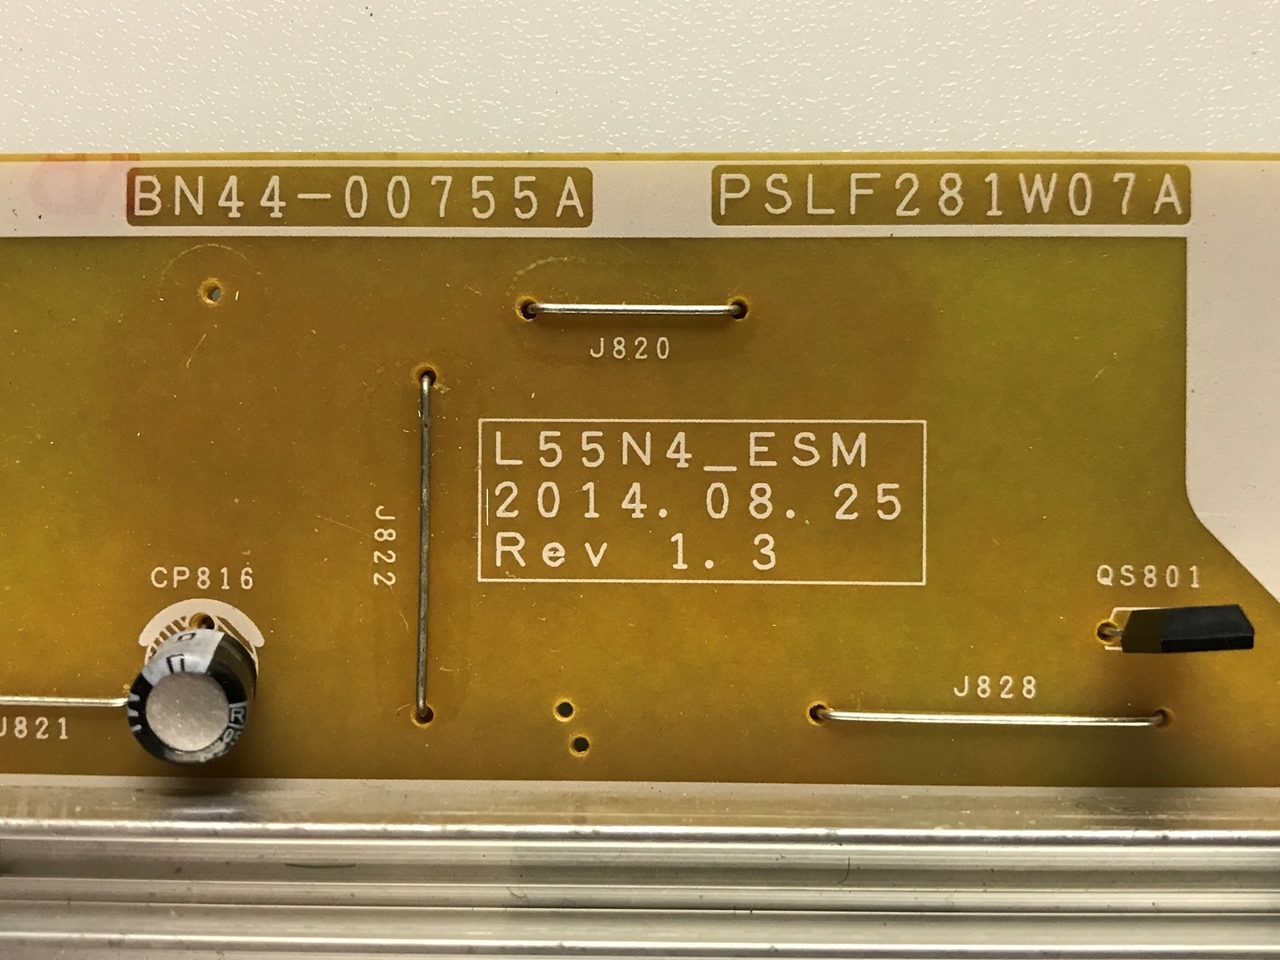 BN44-00755A
PSLF281W07A
J820
L55N4_ESM
2014.08.25
Rev 1.3
J822
CP816
QS801
J828
J821